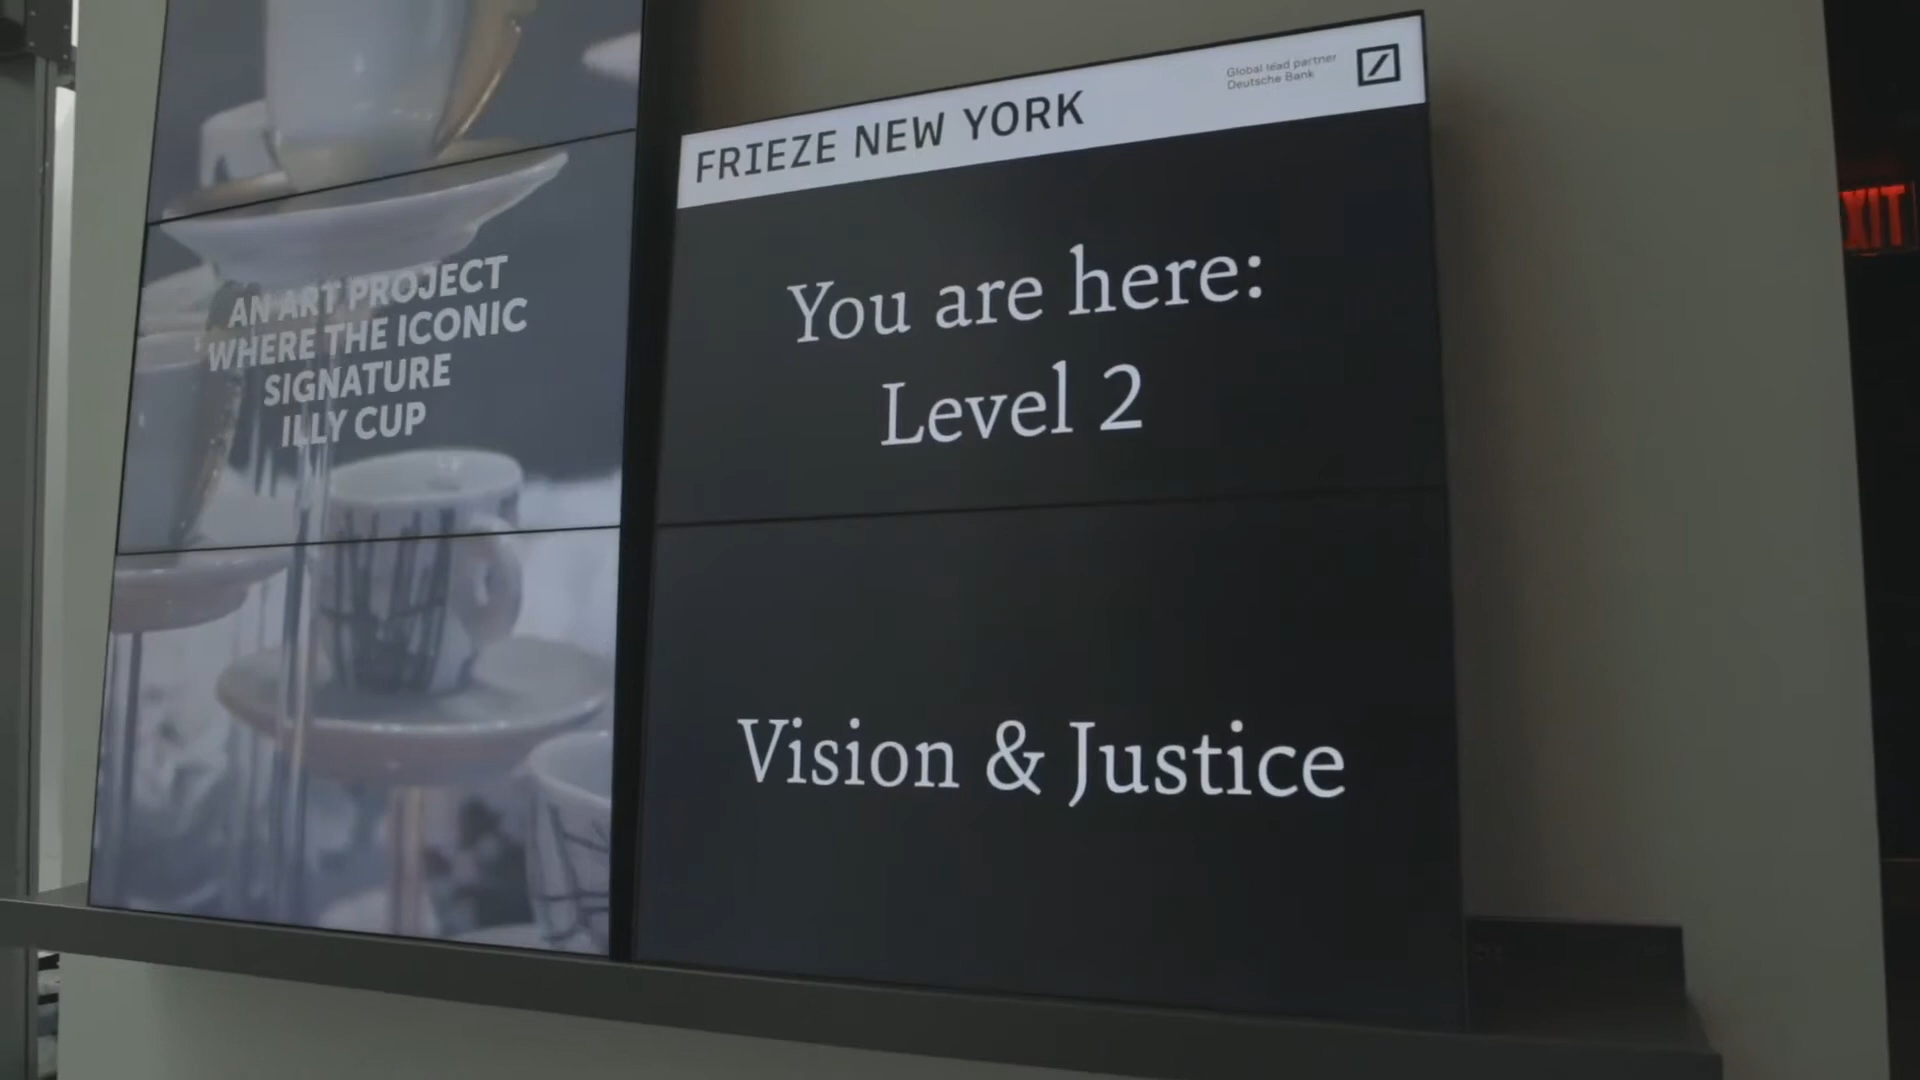 AN ART PROJECT
WHERE THE ICONIC
SIGNATURE
ILLY CUP
FRIEZE NEW YORK
Global lead partner
Deutsche Bank
You are here:
Level 2
Vision & Justice
EXIT